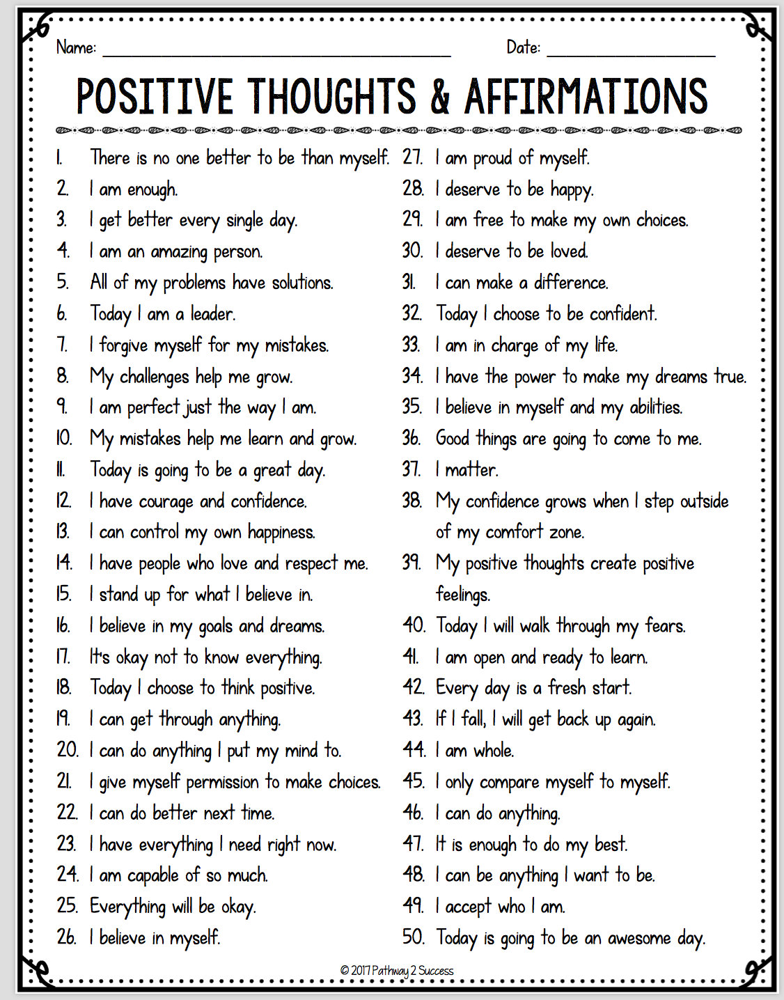 Name: ____________________ Date: ____________________
POSITIVE THOUGHTS & AFFIRMATIONS
1. There is no one better to be than myself.
2. I am enough.
3. I get better every single day.
4. I am an amazing person.
5. All of my problems have solutions.
6. Today I am a leader.
7. I forgive myself for my mistakes.
8. My challenges help me grow.
9. I am perfect just the way I am.
10. My mistakes help me learn and grow.
11. Today is going to be a great day.
12. I have courage and confidence.
13. I can control my own happiness.
14. I have people who love and respect me.
15. I stand up for what I believe in.
16. I believe in my goals and dreams.
17. It's okay not to know everything.
18. Today I choose to think positive.
19. I can get through anything.
20. I can do anything I put my mind to.
21. I give myself permission to make choices.
22. I can do better next time.
23. I have everything I need right now.
24. I am capable of so much.
25. Everything will be okay.
26. I believe in myself.
27. I am proud of myself.
28. I deserve to be happy.
29. I am free to make my own choices.
30. I deserve to be loved.
31. I can make a difference.
32. Today I choose to be confident.
33. I am in charge of my life.
34. I have the power to make my dreams true.
35. I believe in myself and my abilities.
36. Good things are going to come to me.
37. I matter.
38. My confidence grows when I step outside
of my comfort zone.
39. My positive thoughts create positive
feelings.
40. Today I will walk through my fears.
41. I am open and ready to learn.
42. Every day is a fresh start.
43. If I fall, I will get back up again.
44. I am whole.
45. I only compare myself to myself.
46. I can do anything.
47. It is enough to do my best.
48. I can be anything I want to be.
49. I accept who I am.
50. Today is going to be an awesome day.
© 2017 Pathway 2 Success